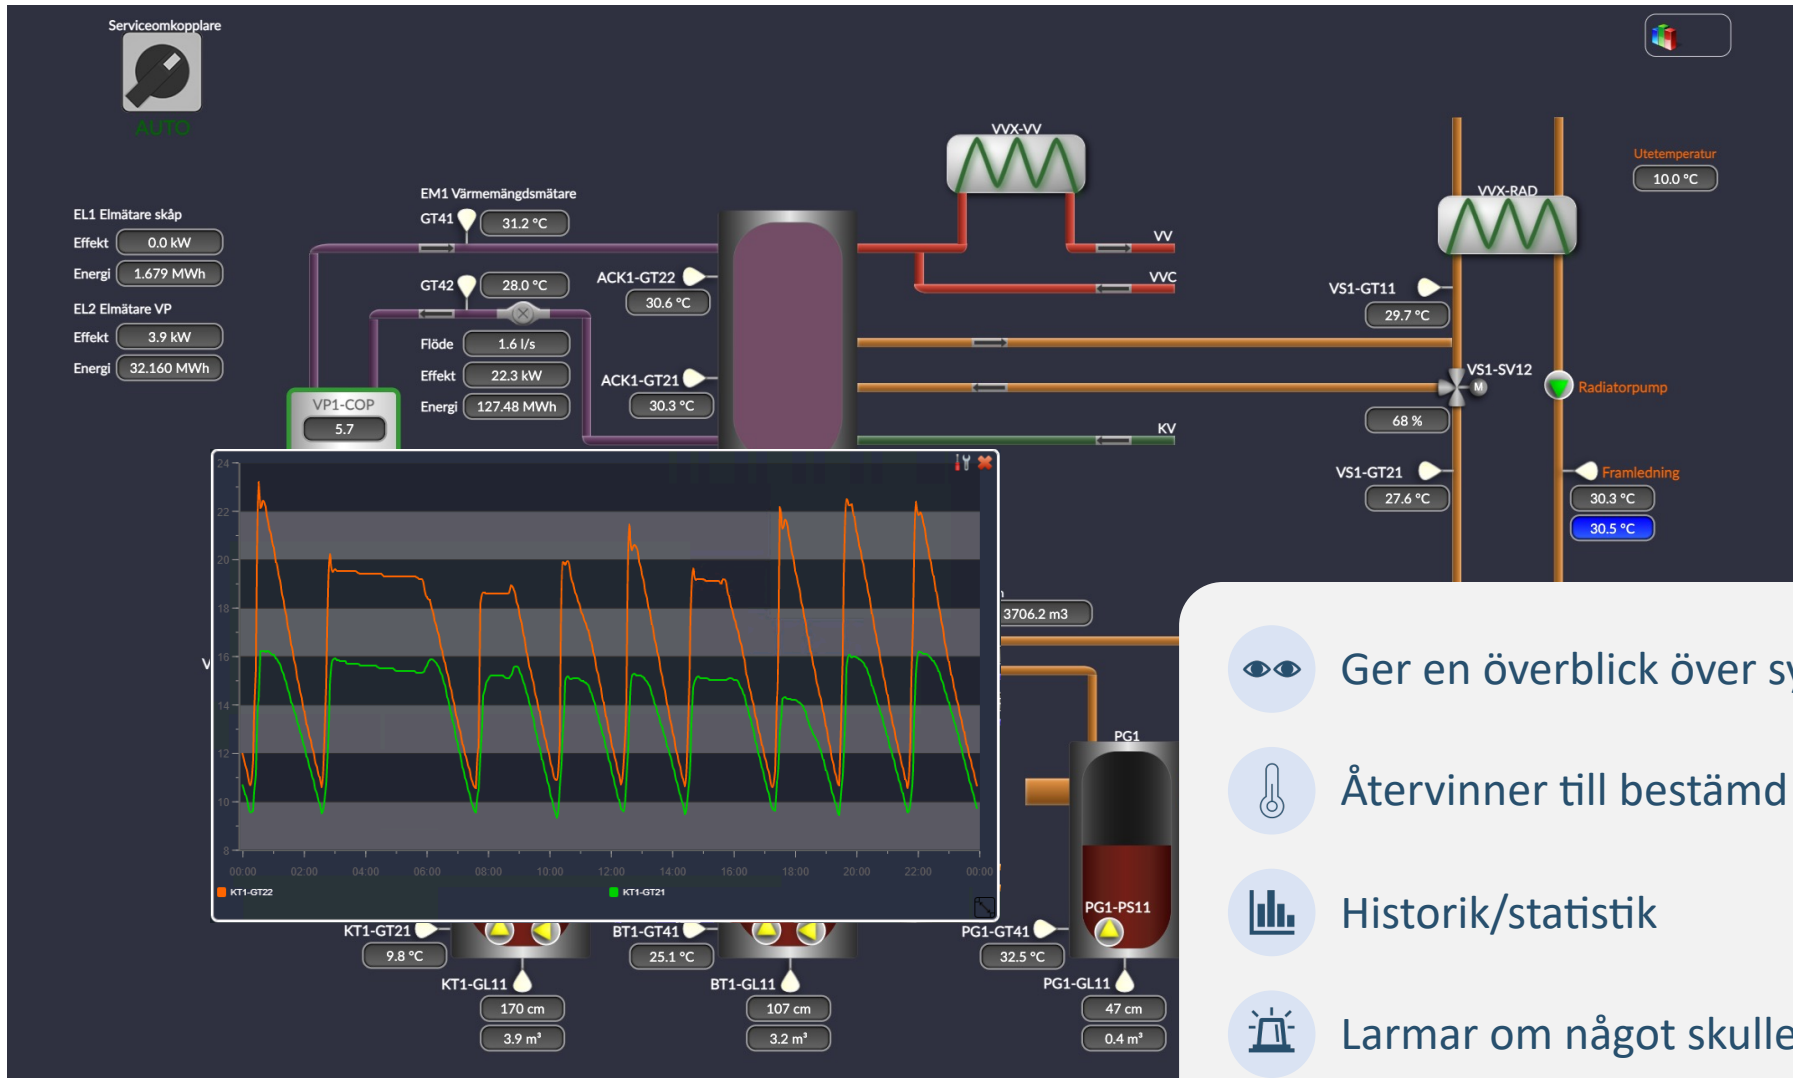 Serviceomkopplare
AUTO
EL1 Elmätare skåp
Effekt 0.0 kW
Energi 1.679 MWh
EL2 Elmätare VP
Effekt 3.9 kW
Energi 32.160 MWh
VP1-COP
5.7
EM1 Värmemängdsmätare
GT41 31.2 °C
GT42 28.0 °C
Flöde 1.6 l/s
Effekt 22.3 kW
Energi 127.48 MWh
ACK1-GT22
30.6 °C
ACK1-GT21
30.3 °C
VVX-VV
VV
VVC
KV
VVX-RAD
Utetemperatur
10.0 °C
VS1-GT11
29.7 °C
VS1-SV12
M
68 %
Radiatorpump
VS1-GT21
27.6 °C
Framledning
30.3 °C
30.5 °C
24
22
20
18
16
14
12
10
8
00:00 02:00 04:00 06:00 08:00 10:00 12:00 14:00 16:00 18:00 20:00 22:00 00:00
KT1-GT22 KT1-GT21
V
3706.2 m3
KT1-GT21
9.8 °C
KT1-GL11
170 cm
3.9 m³
BT1-GT41
25.1 °C
BT1-GL11
107 cm
3.2 m³
PG1
PG1-PS11
PG1-GT41
32.5 °C
PG1-GL11
47 cm
0.4 m³
Ger en överblick över sy
Återvinner till bestämd
Historik/statistik
Larmar om något skulle